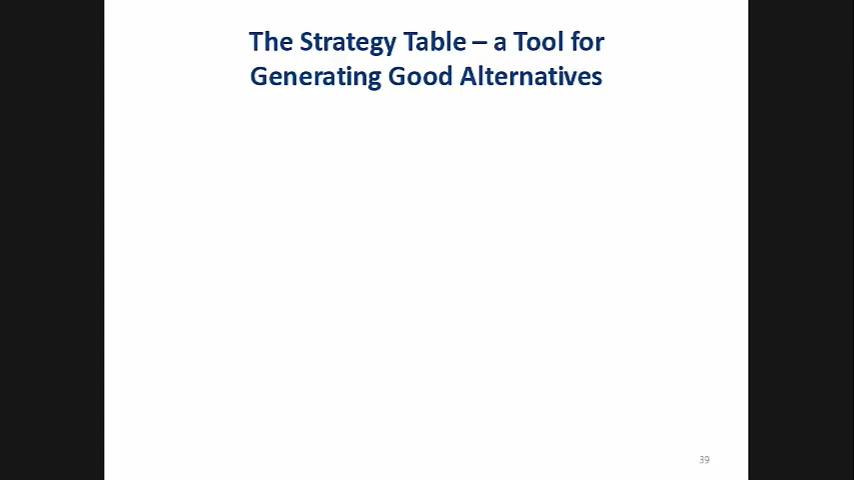 The Strategy Table – a Tool for
Generating Good Alternatives
39